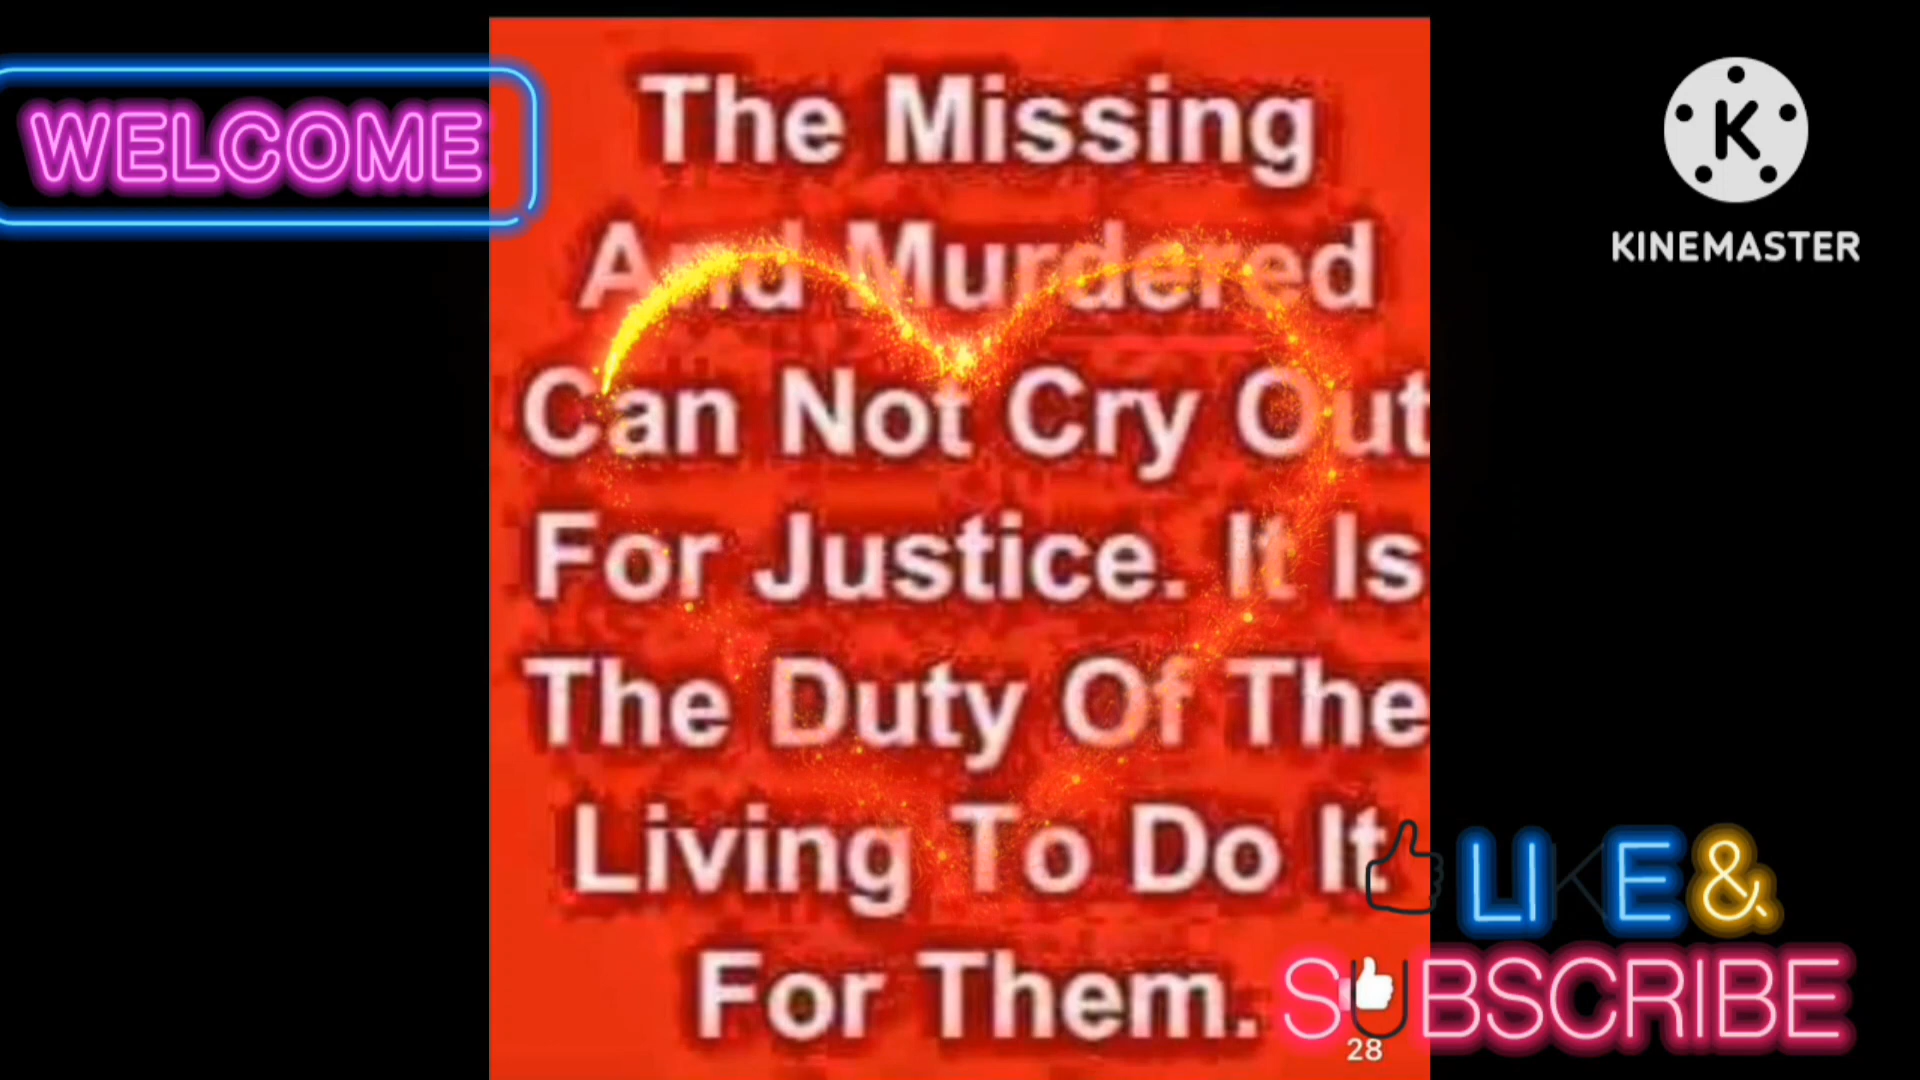 WELCOME
The Missing
And Murdered
Can Not Cry Out
For Justice. It Is
The Duty Of The
Living To Do It
For Them.
K
KINEMASTER
LIKE &
SUBSCRIBE
28